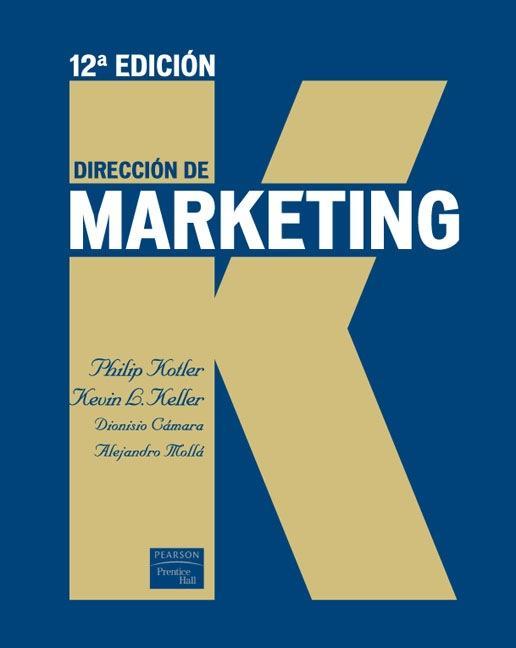 12ª EDICIÓN
DIRECCIÓN DE
MARKETING
Philip Kotler
Kevin L. Keller
Dionisio Cámara
Alejandro Mollá
PEARSON
Prentice
Hall